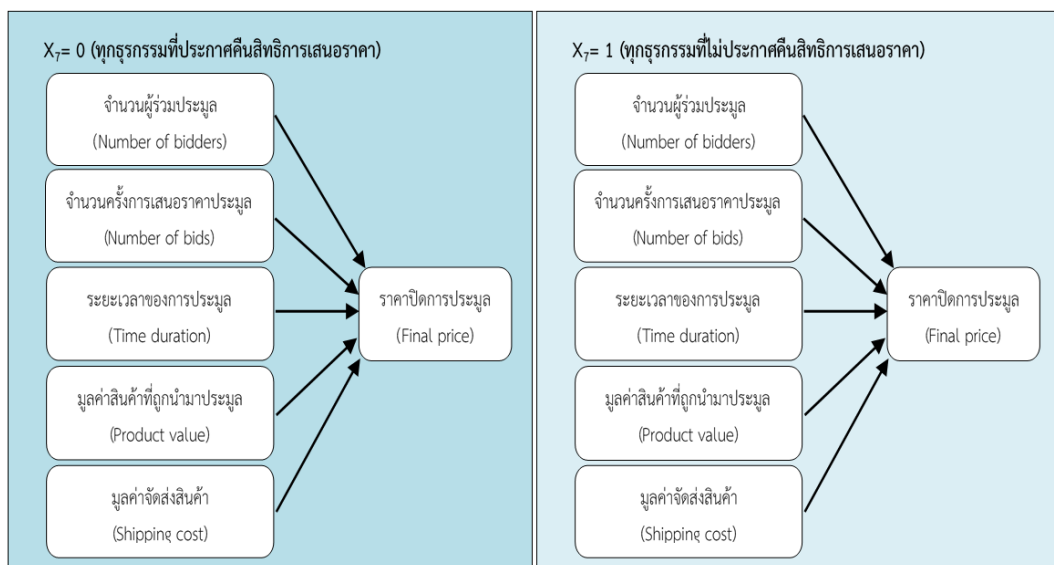 X₇= 0 (ทุกธุรกรรมที่ประกาศคืนสิทธิการเสนอราคา)
จำนวนผู้ร่วมประมูล
(Number of bidders)
จำนวนครั้งการเสนอราคาประมูล
(Number of bids)
ระยะเวลาของการประมูล
(Time duration)
มูลค่าสินค้าที่ถูกนำมาประมูล
(Product value)
มูลค่าจัดส่งสินค้า
(Shipping cost)
ราคาปิดการประมูล
(Final price)
X₇= 1 (ทุกธุรกรรมที่ไม่ประกาศคืนสิทธิการเสนอราคา)
จำนวนผู้ร่วมประมูล
(Number of bidders)
จำนวนครั้งการเสนอราคาประมูล
(Number of bids)
ระยะเวลาของการประมูล
(Time duration)
มูลค่าสินค้าที่ถูกนำมาประมูล
(Product value)
มูลค่าจัดส่งสินค้า
(Shipping cost)
ราคาปิดการประมูล
(Final price)